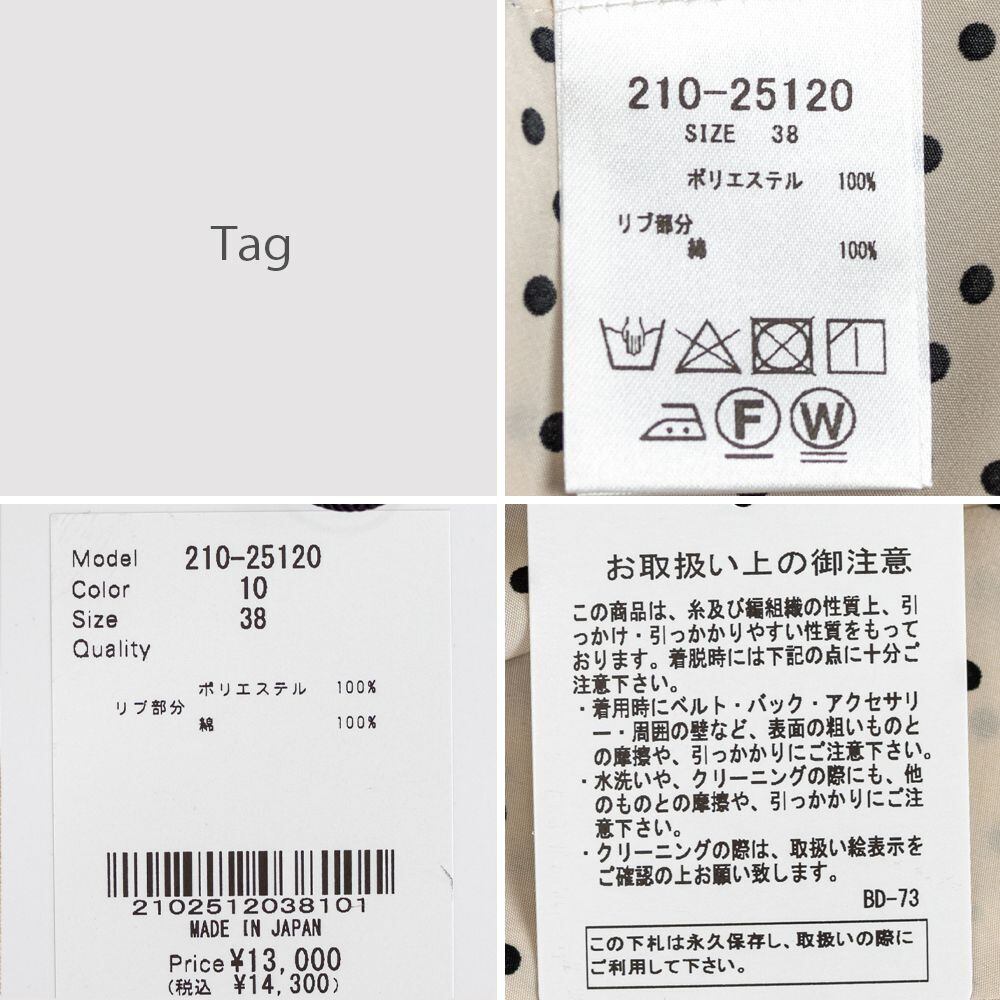 Tag
210-25120
SIZE 38
ポリエステル 100%
リブ部分
綿 100%
F
W
Model 210-25120
Color 10
Size 38
Quality
ポリエステル 100%
リブ部分
綿 100%
2102512038101
MADE IN JAPAN
Price ¥13,000
(税込 ¥14,300)
お取扱い上の御注意
この商品は、糸及び編組織の性質上、引
っかけ・引っかかりやすい性質をもって
おります。着脱時には下記の点に十分ご
注意下さい。
・着用時にベルト・バック・アクセサリ
ー・周囲の壁など、表面の粗いものと
の摩擦や、引っかかりにご注意下さい。
・水洗いや、クリーニングの際にも、他
のものとの摩擦や、引っかかりにご注
意下さい。
・クリーニングの際は、取扱い絵表示を
ご確認の上お願い致します。
BD-73
この下札は永久保存し、取扱いの際に
ご利用して下さい。